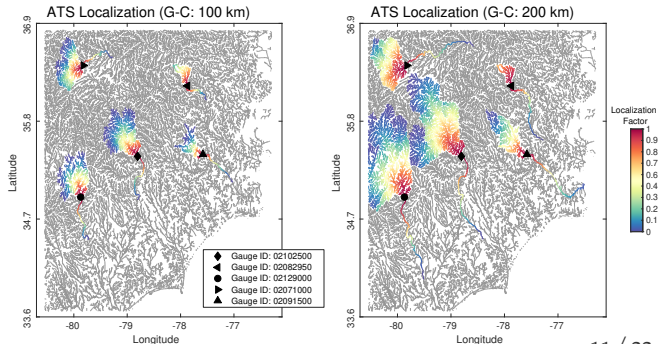 ATS Localization (G-C: 100 km)
36.9
35.8
34.7
33.6
Latitude
-80
-79
-78
-77
Longitude
Gauge ID: 02102500
Gauge ID: 02082950
Gauge ID: 02129000
Gauge ID: 02071000
Gauge ID: 02091500
ATS Localization (G-C: 200 km)
36.9
35.8
34.7
33.6
Latitude
-80
-79
-78
-77
Longitude
Localization
Factor
1
0.9
0.8
0.7
0.6
0.5
0.4
0.3
0.2
0.1
0